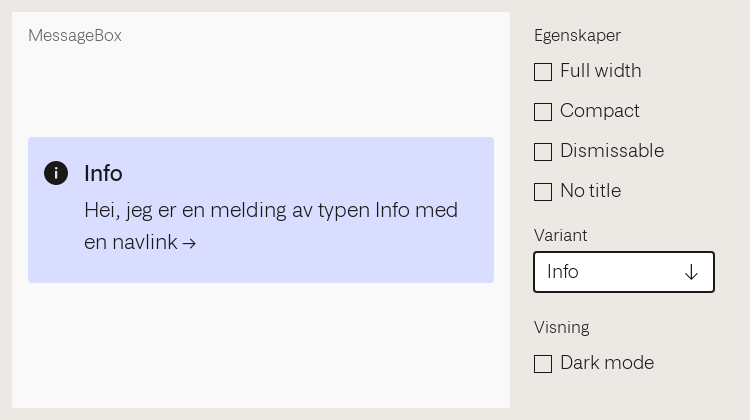 MessageBox
Info
Hei, jeg er en melding av typen Info med
en navlink →
Egenskaper
Full width
Compact
Dismissable
No title
Variant
Info
Visning
Dark mode